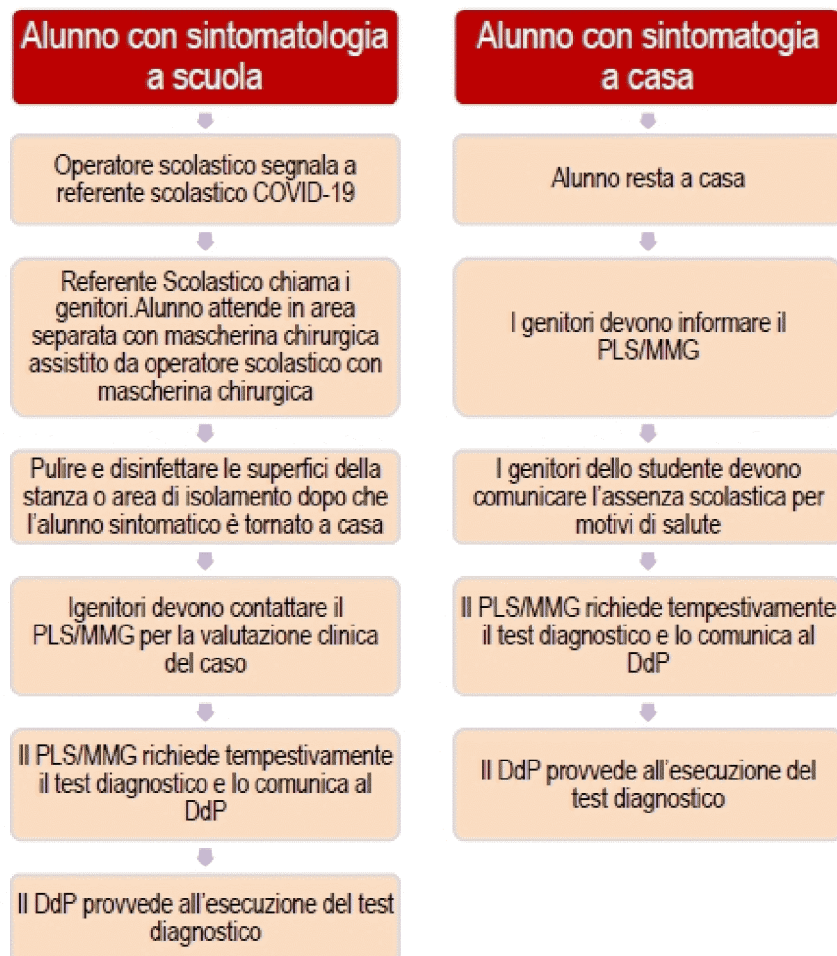 Alunno con sintomatologia
a scuola
Operatore scolastico segnala a
referente scolastico COVID-19
Referente Scolastico chiama i
genitori.Alunno attende in area
separata con mascherina chirurgica
assistito da operatore scolastico con
mascherina chirurgica
Pulire e disinfettare le superfici della
stanza o area di isolamento dopo che
l'alunno sintomatico è tornato a casa
Igenitori devono contattare il
PLS/MMG per la valutazione clinica
del caso
Il PLS/MMG richiede tempestivamente
il test diagnostico e lo comunica al
DdP
Il DdP provvede all'esecuzione del test
diagnostico
Alunno con sintomatogia
a casa
Alunno resta a casa
I genitori devono informare il
PLS/MMG
I genitori dello studente devono
comunicare l'assenza scolastica per
motivi di salute
Il PLS/MMG richiede tempestivamente
il test diagnostico e lo comunica al
DdP
Il DdP provvede all'esecuzione del
test diagnostico